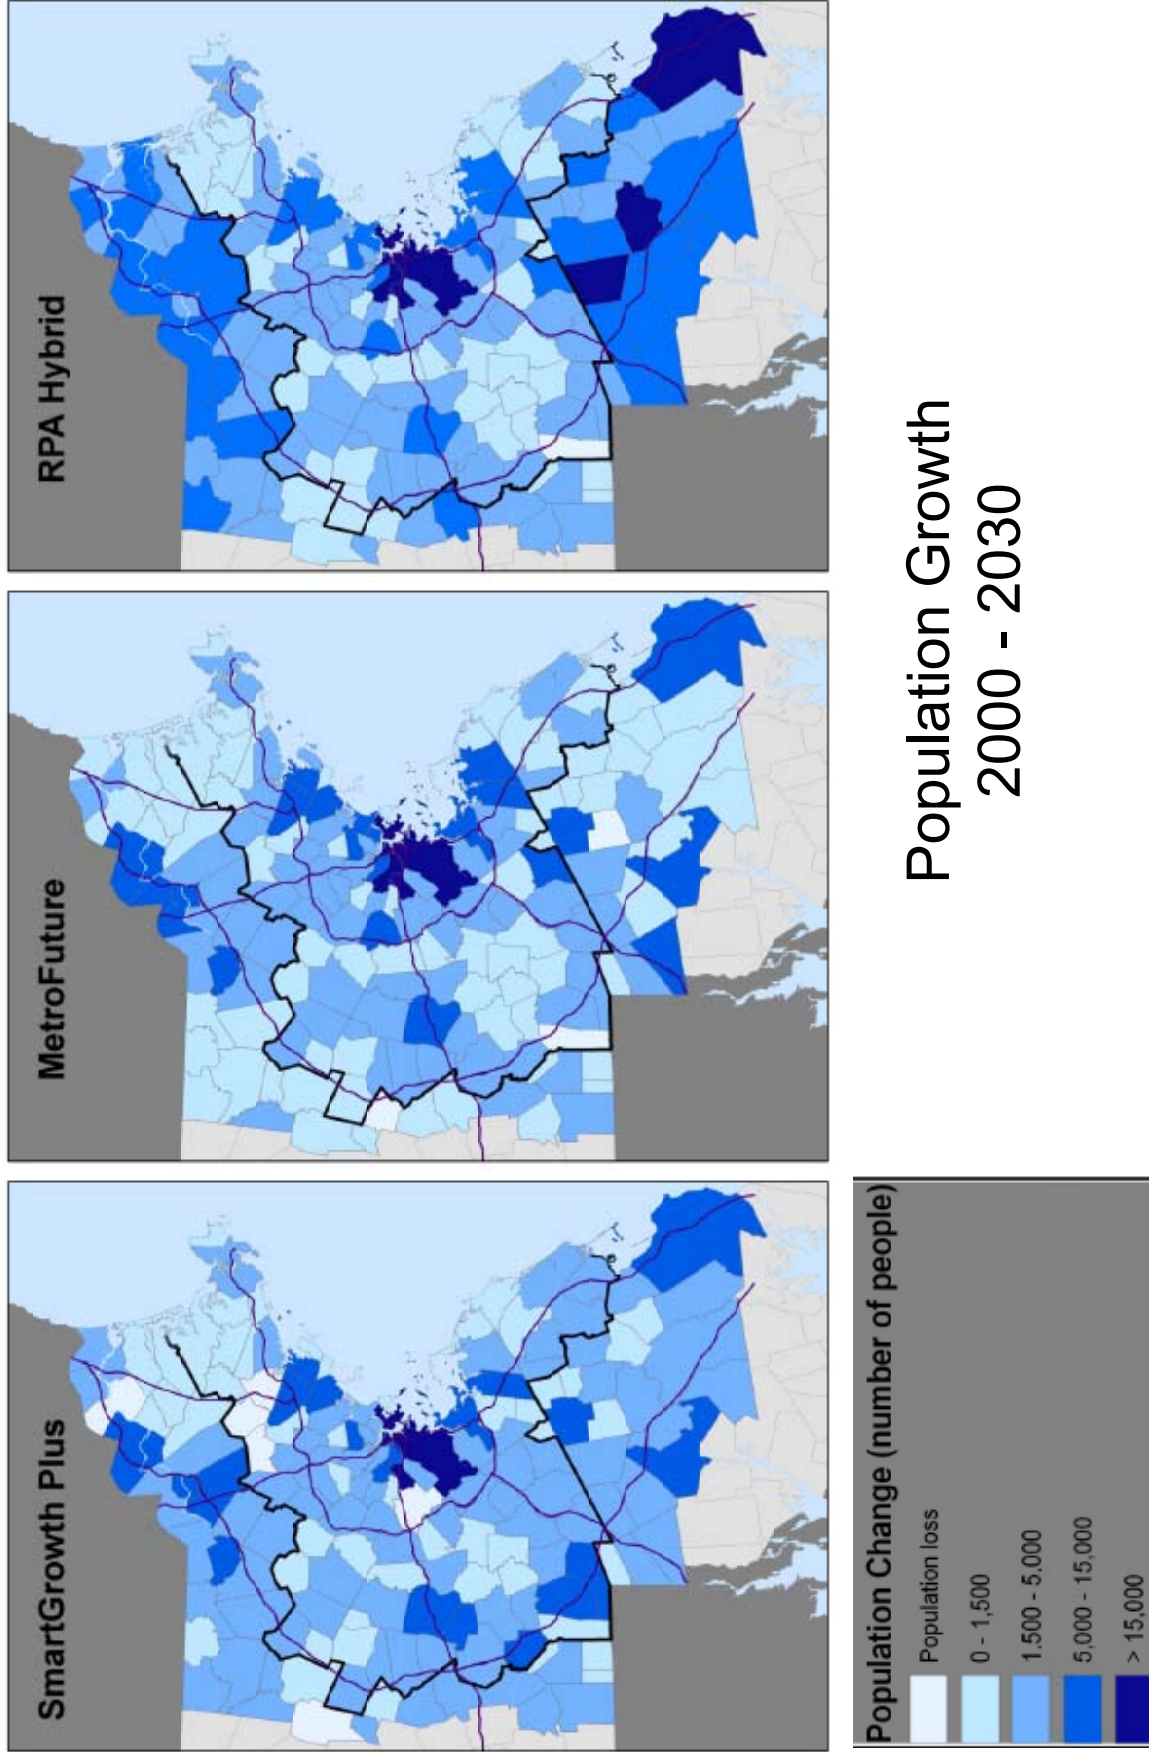 SmartGrowth Plus
MetroFuture
RPA Hybrid
Population Change (number of people)
Population loss
0 - 1,500
1.500 - 5.000
5,000 - 15,000
> 15,000
Population Growth
2000 - 2030